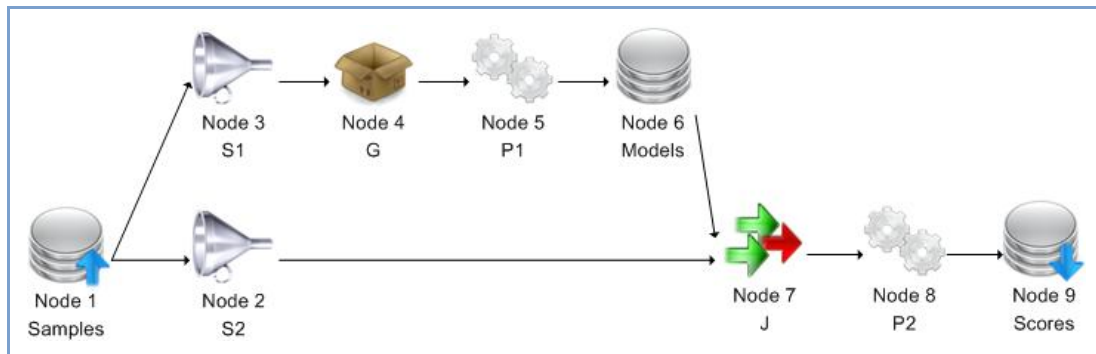 Node 3
S1
Node 4
G
Node 5
P1
Node 6
Models
Node 1
Samples
Node 2
S2
Node 7
J
Node 8
P2
Node 9
Scores